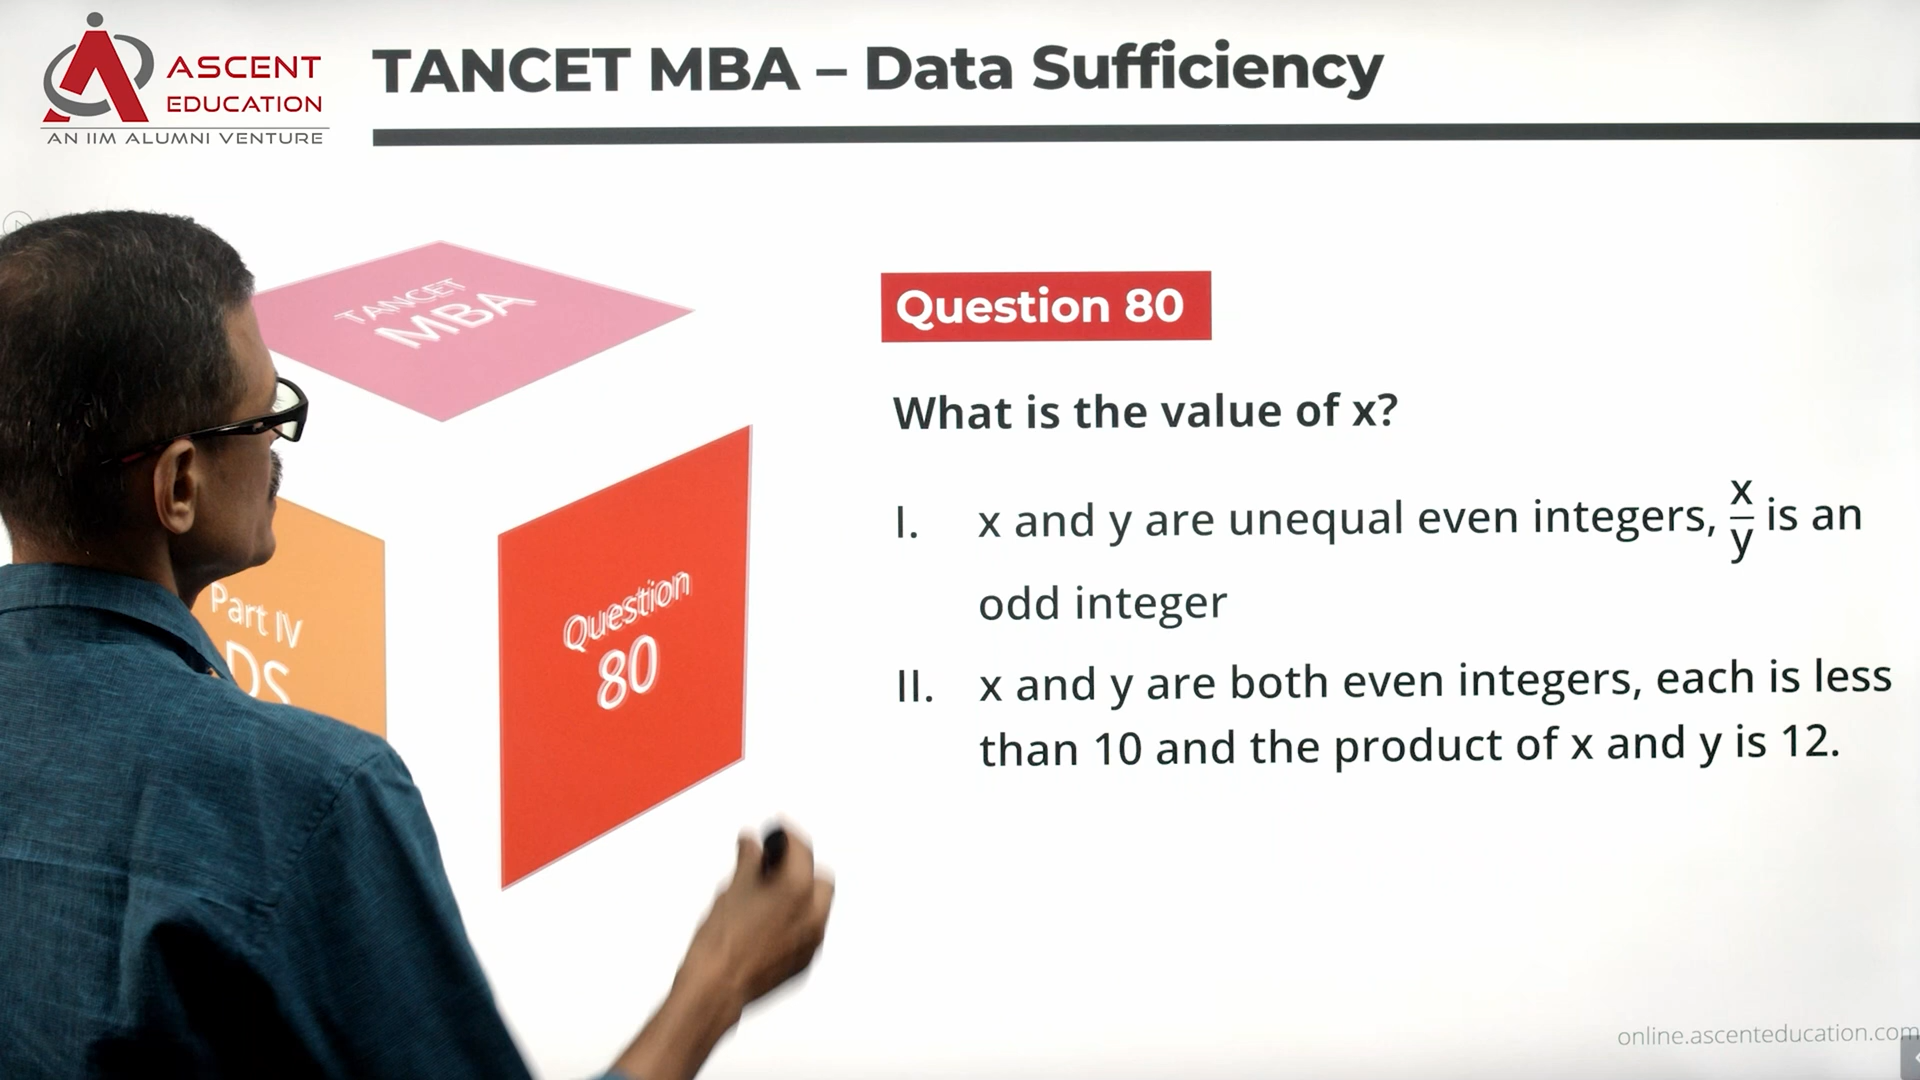 ASCENT
EDUCATION
AN IIM ALUMNI VENTURE
TANCET MBA – Data Sufficiency
TANCET
MBA
Part IV
DS
Question
80
Question 80
What is the value of x?
I. x and y are unequal even integers, x/y is an
odd integer
II. x and y are both even integers, each is less
than 10 and the product of x and y is 12.
online.ascenteducation.com